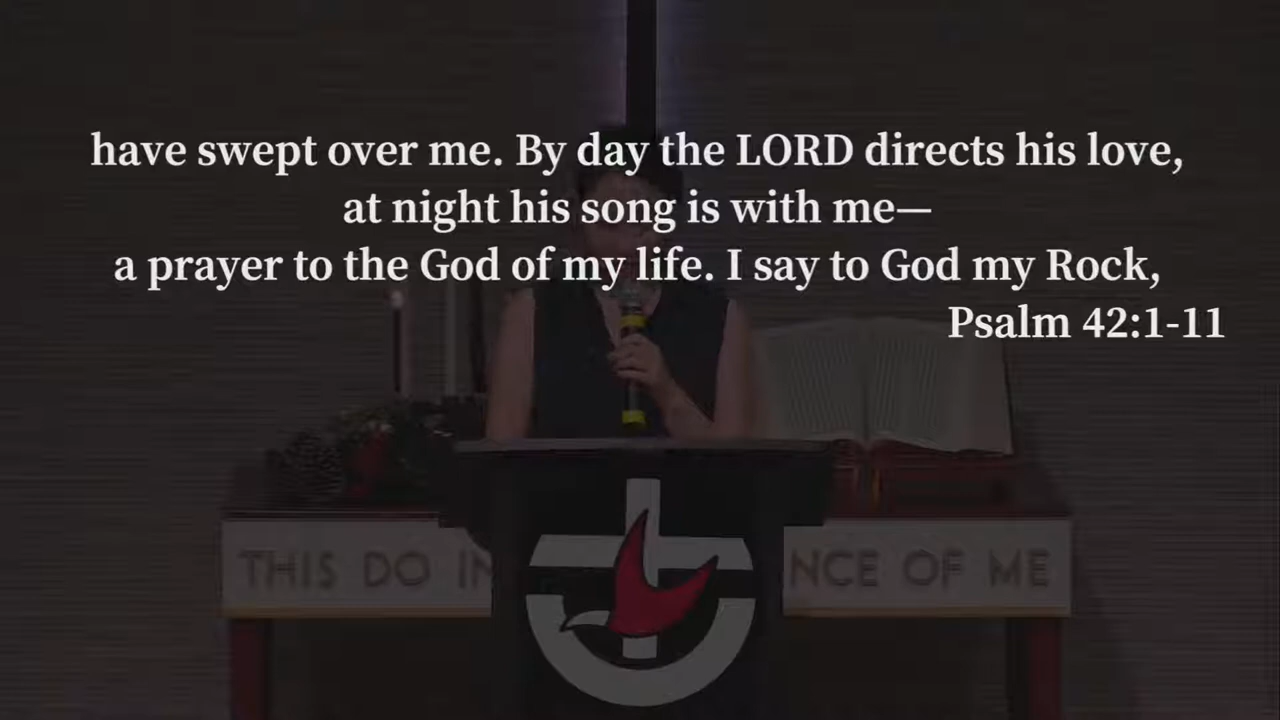 have swept over me. By day the LORD directs his love,
at night his song is with me—
a prayer to the God of my life. I say to God my Rock,
Psalm 42:1-11
THIS DO IN NCE OF ME